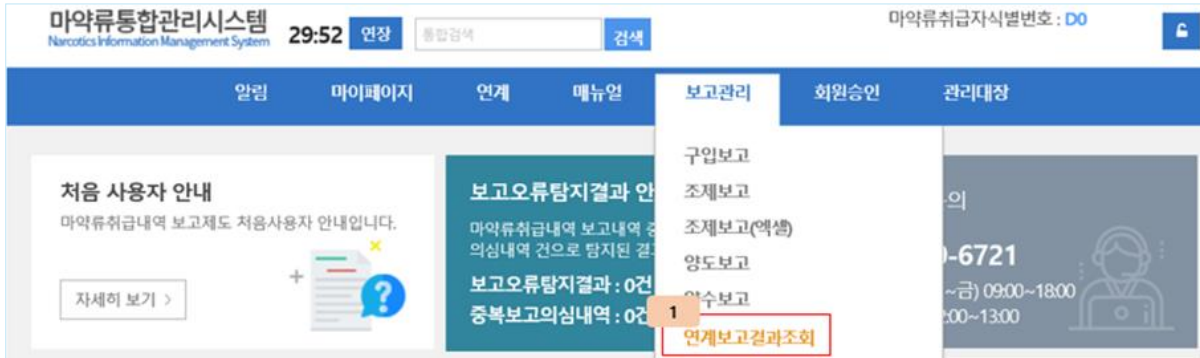 마약류통합관리시스템
Narcotics Information Management System
29:52 연장 통합검색 검색
마약류취급자식별번호 : D0
알림 마이페이지 연계 매뉴얼 보고관리 회원승인 관리대장
처음 사용자 안내
마약류취급내역 보고제도 처음사용자 안내입니다.
자세히 보기 >
보고오류탐지결과 안
마약류취급내역 보고내역 중
의심내역 건으로 탐지된 결
보고오류탐지결과 : 0건
중복보고의심내역 : 0건
구입보고
조제보고
조제보고(엑셀)
양도보고
양수보고
1
연계보고결과조회
의
-6721
~금) 09:00~18:00
:00~13:00